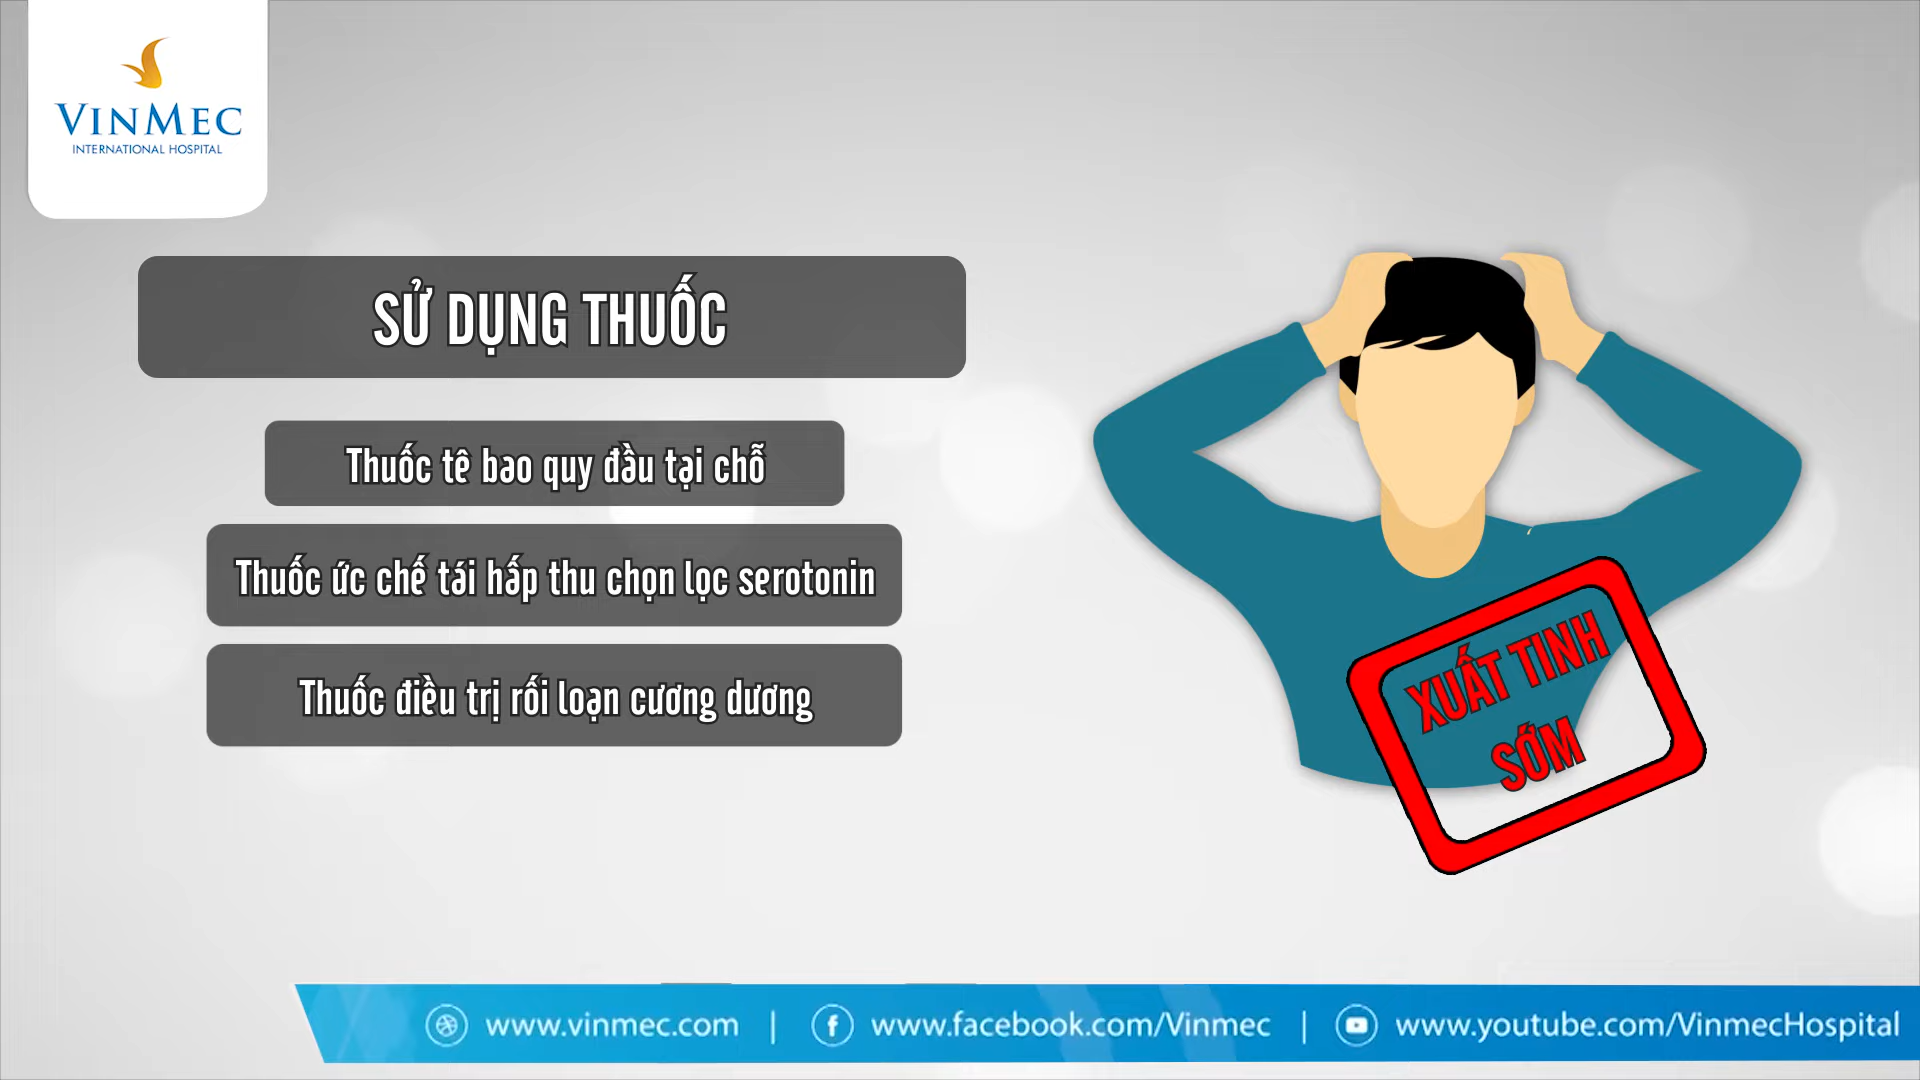 VINMEC
INTERNATIONAL HOSPITAL
SỬ DỤNG THUỐC
Thuốc tê bao quy đầu tại chỗ
Thuốc ức chế tái hấp thu chọn lọc serotonin
Thuốc điều trị rối loạn cương dương
XUẤT TINH
SỚM
www.vinmec.com | www.facebook.com/Vinmec | www.youtube.com/VinmecHospital